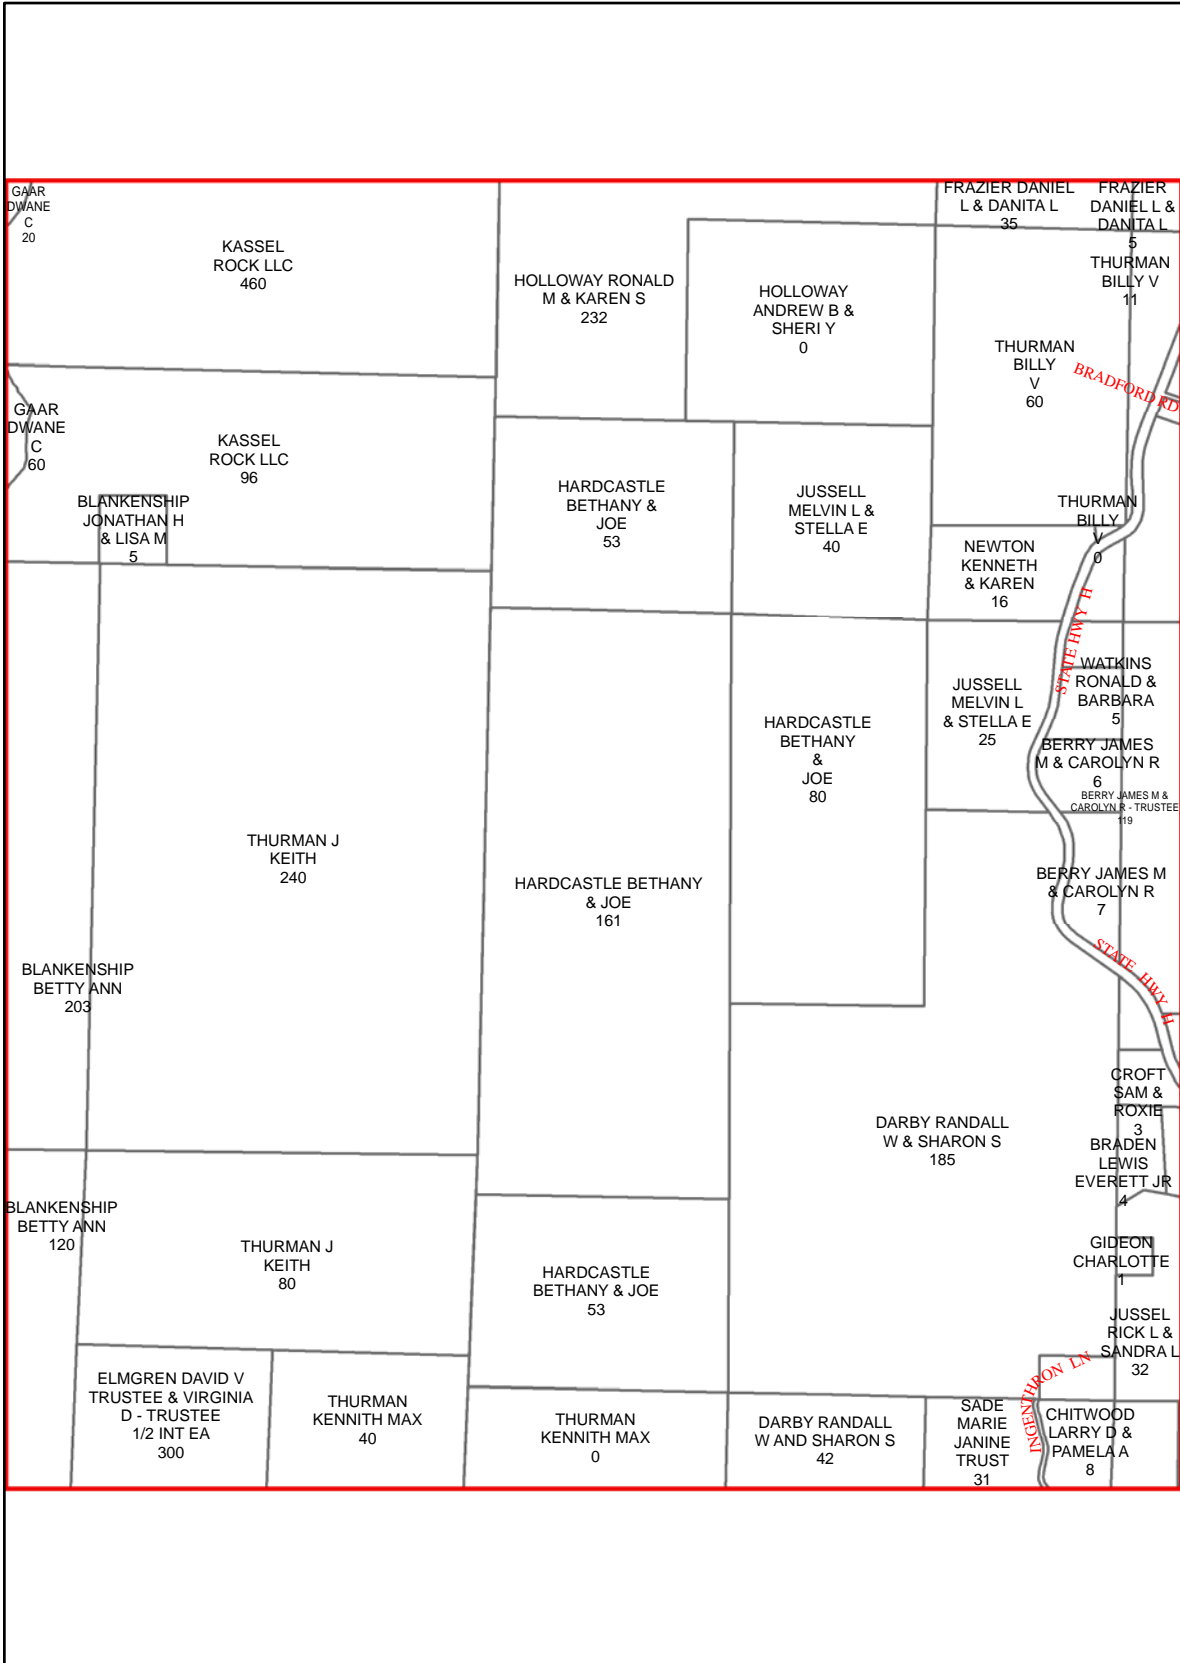 GAAR
DWANE
C
20
KASSEL
ROCK LLC
460
HOLLOWAY RONALD
M & KAREN S
232
HOLLOWAY
ANDREW B &
SHERI Y
0
FRAZIER DANIEL
L & DANITA L
35
FRAZIER
DANIEL L &
DANITA L
5
THURMAN
BILLY V
11
THURMAN
BILLY
V
60
BRADFORD RD
GAAR
DWANE
C
60
KASSEL
ROCK LLC
96
BLANKENSHIP
JONATHAN H
& LISA M
5
HARDCASTLE
BETHANY &
JOE
53
JUSSELL
MELVIN L &
STELLA E
40
THURMAN
BILLY
V
0
NEWTON
KENNETH
& KAREN
16
STATE HWY H
JUSSELL
MELVIN L
& STELLA E
25
WATKINS
RONALD &
BARBARA
5
HARDCASTLE
BETHANY
&
JOE
80
BERRY JAMES
M & CAROLYN R
6
BERRY JAMES M &
CAROLYN R - TRUSTEE
119
THURMAN J
KEITH
240
HARDCASTLE BETHANY
& JOE
161
BERRY JAMES M
& CAROLYN R
7
STATE HWY H
BLANKENSHIP
BETTY ANN
203
DARBY RANDALL
W & SHARON S
185
CROFT
SAM &
ROXIE
3
BRADEN
LEWIS
EVERETT JR
4
BLANKENSHIP
BETTY ANN
120
THURMAN J
KEITH
80
HARDCASTLE
BETHANY & JOE
53
GIDEON
CHARLOTTE
1
JUSSEL
RICK L &
SANDRA L
32
INGENTHRON LN
ELMGREN DAVID V
TRUSTEE & VIRGINIA
D - TRUSTEE
1/2 INT EA
300
THURMAN
KENNITH MAX
40
THURMAN
KENNITH MAX
0
DARBY RANDALL
W AND SHARON S
42
SADE
MARIE
JANINE
TRUST
31
CHITWOOD
LARRY D &
PAMELA A
8